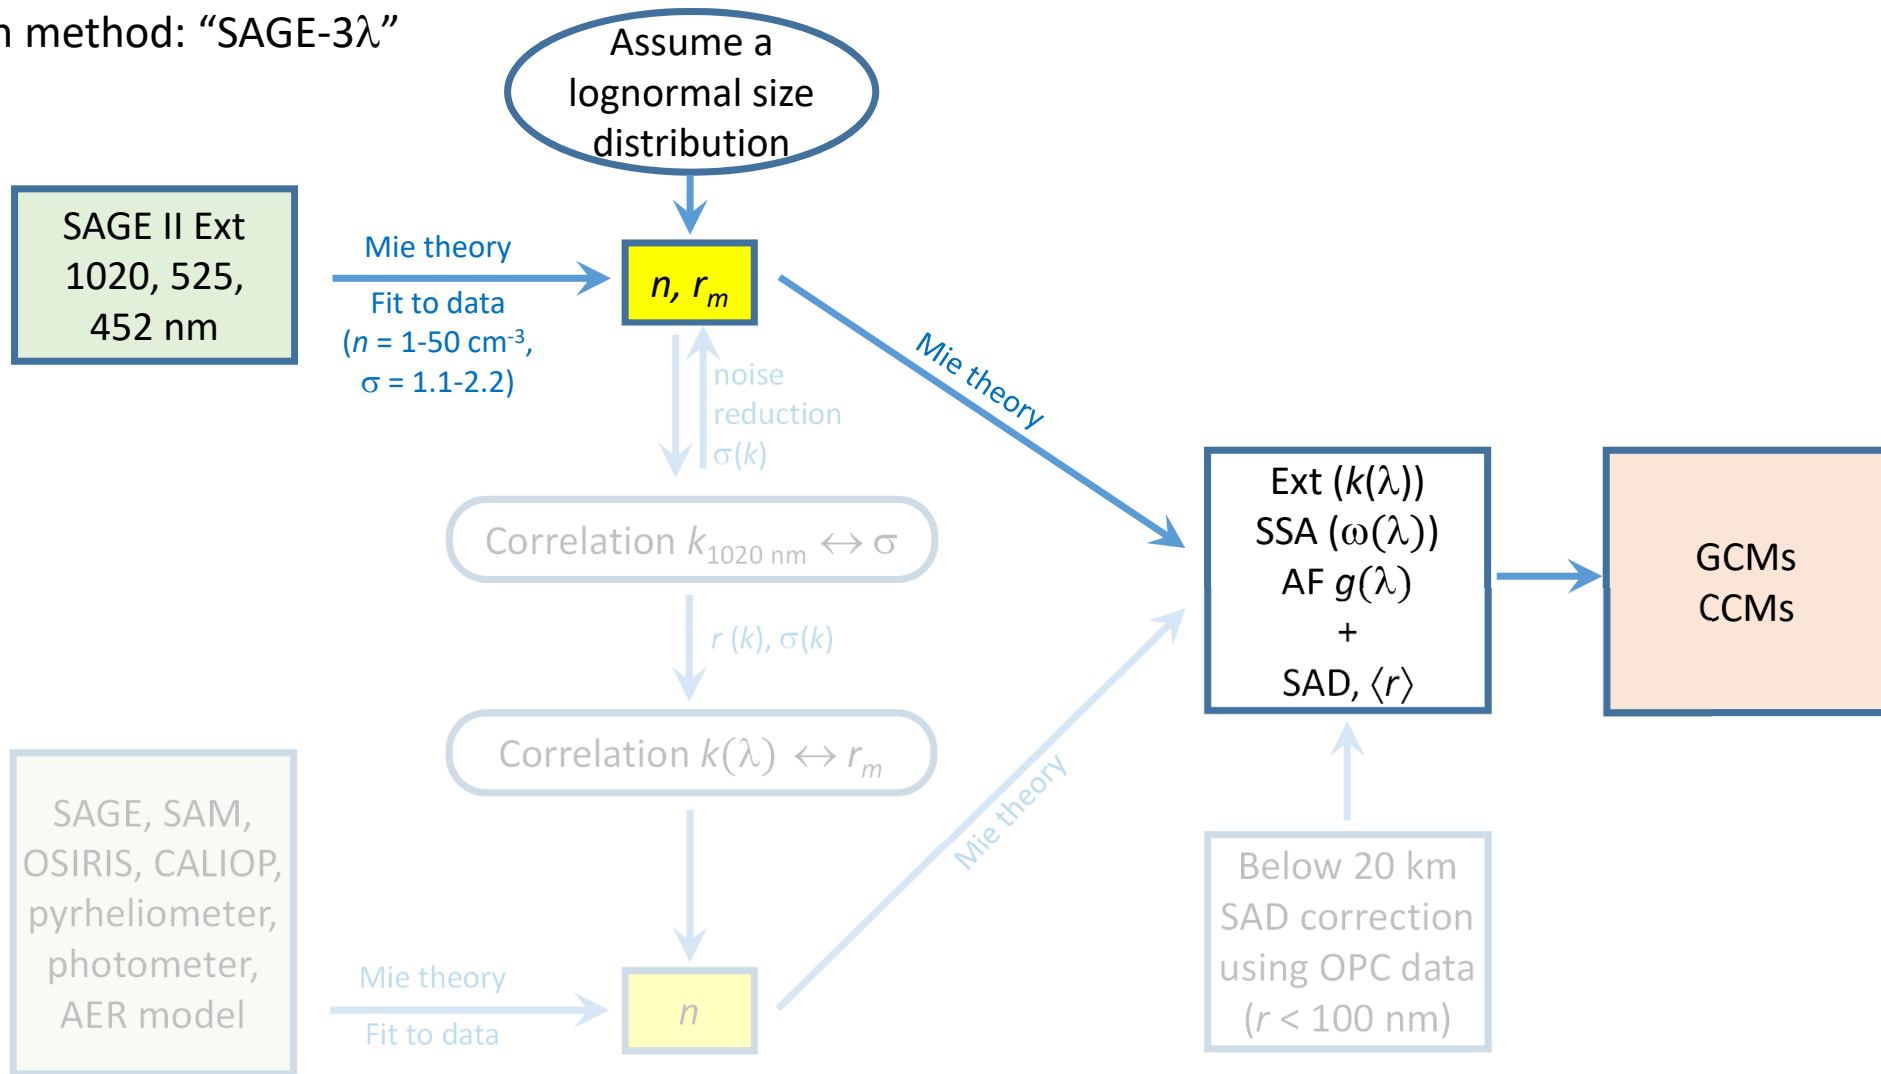 n method: “SAGE-3λ”
Assume a
lognormal size
distribution
SAGE II Ext
1020, 525,
452 nm
Mie theory
Fit to data
(n = 1-50 cm-3,
σ = 1.1-2.2)
n, rm
noise
reduction
σ(k)
Mie theory
Correlation k1020 nm ↔ σ
r (k), σ(k)
Correlation k(λ) ↔ rm
Ext (k(λ))
SSA (ω(λ))
AF g(λ)
+
SAD, ⟨r⟩
GCMs
CCMs
SAGE, SAM,
OSIRIS, CALIOP,
pyrheliometer,
photometer,
AER model
Mie theory
Fit to data
n
Mie theory
Below 20 km
SAD correction
using OPC data
(r < 100 nm)